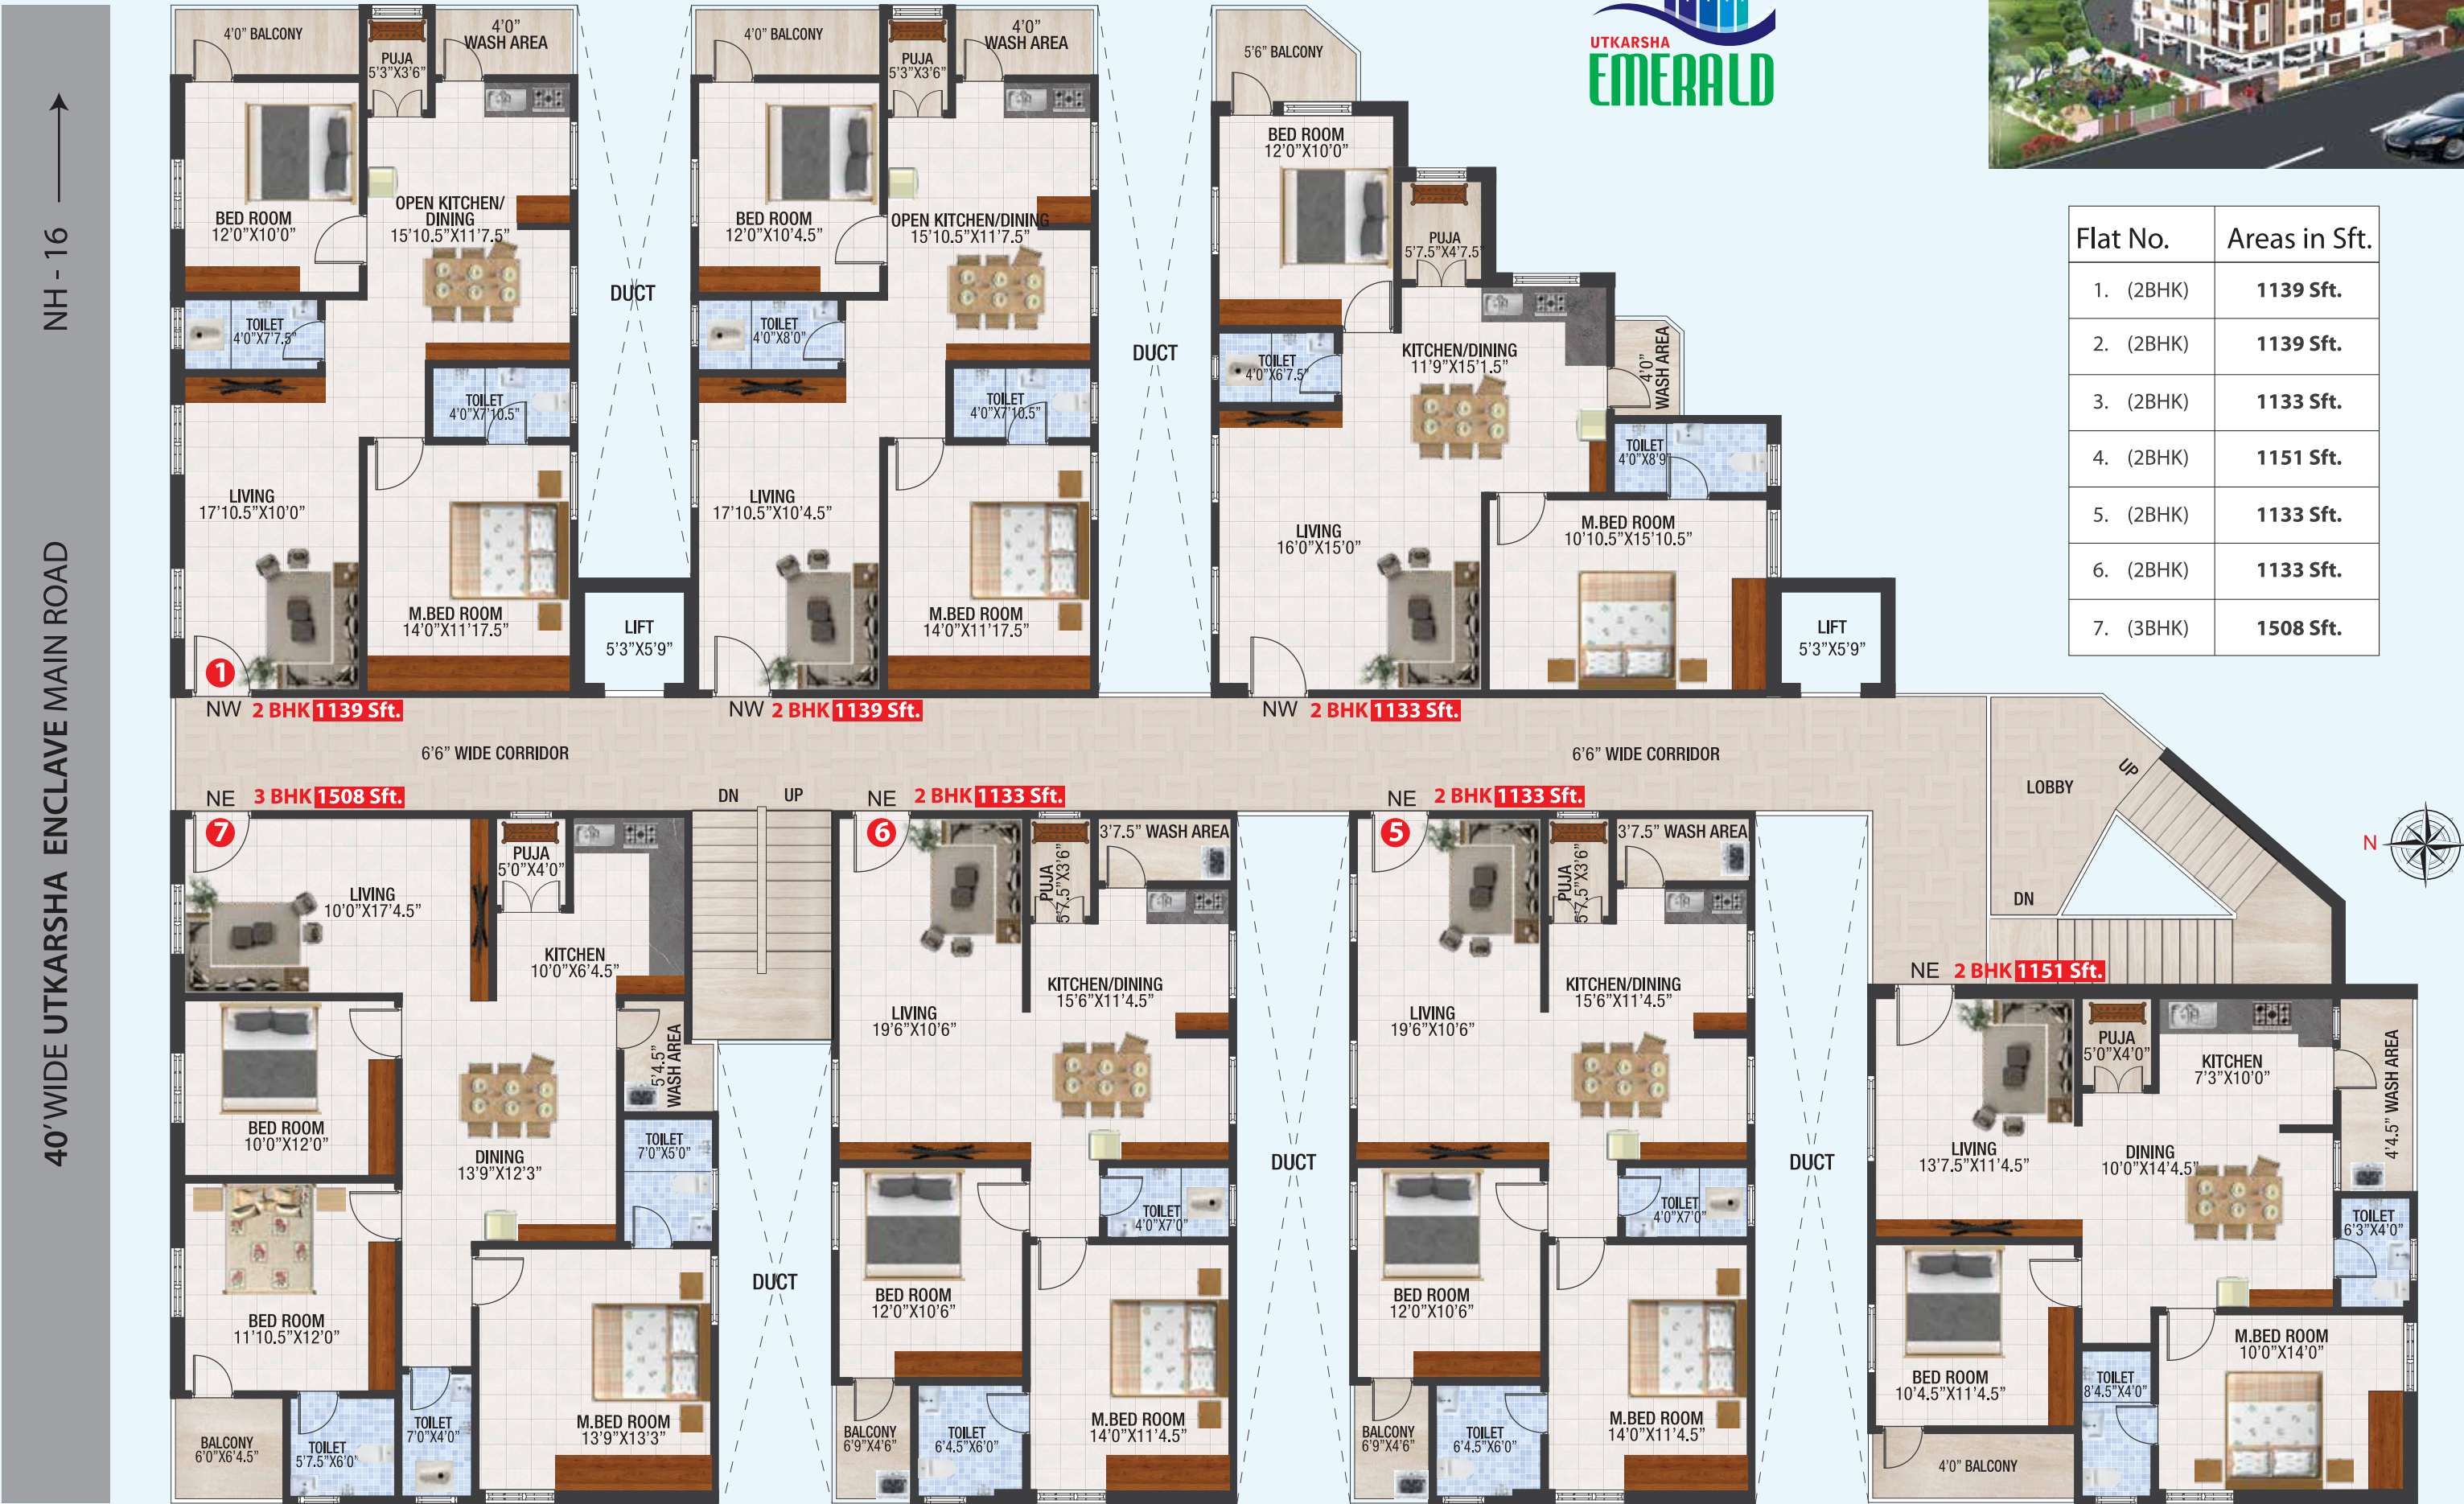 NH - 16
40' WIDE UTKARSHA ENCLAVE MAIN ROAD
UTKARSHA
EMERALD
Flat No. Areas in Sft.
1. (2BHK) 1139 Sft.
2. (2BHK) 1139 Sft.
3. (2BHK) 1133 Sft.
4. (2BHK) 1151 Sft.
5. (2BHK) 1133 Sft.
6. (2BHK) 1133 Sft.
7. (3BHK) 1508 Sft.
4'0" BALCONY
PUJA
5'3"X3'6"
4'0"
WASH AREA
BED ROOM
12'0"X10'0"
OPEN KITCHEN/
DINING
15'10.5"X11'7.5"
TOILET
4'0"X7'7.5"
TOILET
4'0"X7'10.5"
LIVING
17'10.5"X10'0"
M.BED ROOM
14'0"X11'17.5"
1
NW 2 BHK 1139 Sft.
DUCT
LIFT
5'3"X5'9"
4'0" BALCONY
PUJA
5'3"X3'6"
4'0"
WASH AREA
BED ROOM
12'0"X10'4.5"
OPEN KITCHEN/DINING
15'10.5"X11'7.5"
TOILET
4'0"X8'0"
TOILET
4'0"X7'10.5"
LIVING
17'10.5"X10'4.5"
M.BED ROOM
14'0"X11'17.5"
NW 2 BHK 1139 Sft.
DUCT
5'6" BALCONY
BED ROOM
12'0"X10'0"
PUJA
5'7.5"X4'7.5"
TOILET
4'0"X6'7.5"
KITCHEN/DINING
11'9"X15'1.5"
4'0"
WASH AREA
TOILET
4'0"X8'9"
LIVING
16'0"X15'0"
M.BED ROOM
10'10.5"X15'10.5"
LIFT
5'3"X5'9"
NW 2 BHK 1133 Sft.
6'6" WIDE CORRIDOR
6'6" WIDE CORRIDOR
LOBBY
UP
DN
N
NE 3 BHK 1508 Sft.
7
LIVING
10'0"X17'4.5"
PUJA
5'0"X4'0"
KITCHEN
10'0"X6'4.5"
BED ROOM
10'0"X12'0"
5'4.5"
WASH AREA
DINING
13'9"X12'3"
TOILET
7'0"X5'0"
BED ROOM
11'10.5"X12'0"
BALCONY
6'0"X6'4.5"
TOILET
5'7.5"X6'0"
TOILET
7'0"X4'0"
M.BED ROOM
13'9"X13'3"
DN UP
DUCT
NE 2 BHK 1133 Sft.
6
PUJA
5'7.5"X3'6"
3'7.5" WASH AREA
LIVING
19'6"X10'6"
KITCHEN/DINING
15'6"X11'4.5"
TOILET
4'0"X7'0"
BED ROOM
12'0"X10'6"
BALCONY
6'9"X4'6"
TOILET
6'4.5"X6'0"
M.BED ROOM
14'0"X11'4.5"
DUCT
NE 2 BHK 1133 Sft.
5
PUJA
5'7.5"X3'6"
3'7.5" WASH AREA
LIVING
19'6"X10'6"
KITCHEN/DINING
15'6"X11'4.5"
TOILET
4'0"X7'0"
BED ROOM
12'0"X10'6"
BALCONY
6'9"X4'6"
TOILET
6'4.5"X6'0"
M.BED ROOM
14'0"X11'4.5"
DUCT
NE 2 BHK 1151 Sft.
PUJA
5'0"X4'0"
KITCHEN
7'3"X10'0"
4'4.5" WASH AREA
LIVING
13'7.5"X11'4.5"
DINING
10'0"X14'4.5"
TOILET
6'3"X4'0"
BED ROOM
10'4.5"X11'4.5"
TOILET
8'4.5"X4'0"
M.BED ROOM
10'0"X14'0"
4'0" BALCONY